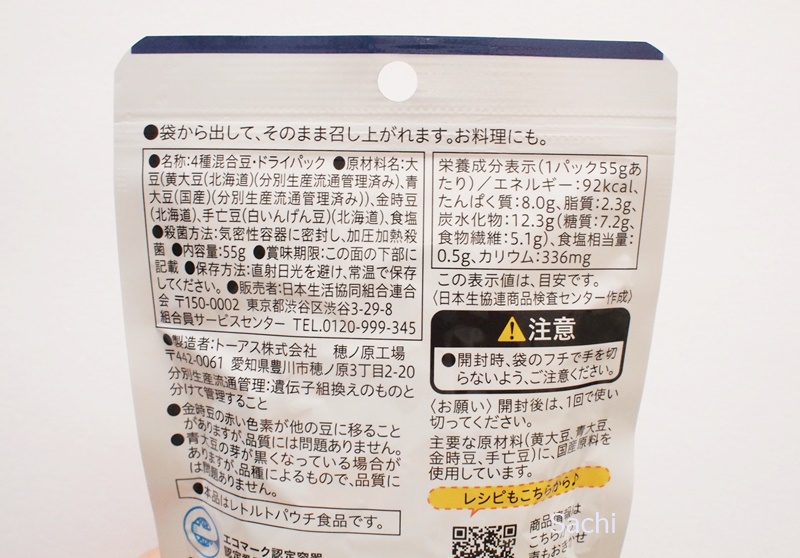 ●袋から出して、そのまま召し上がれます。お料理にも。
●名称:4種混合豆・ドライパック ●原材料名:大
豆(黄大豆(北海道)(分別生産流通管理済み)、青
大豆(国産)(分別生産流通管理済み))、金時豆
(北海道)、手亡豆(白いんげん豆)(北海道)、食塩
●殺菌方法:気密性容器に密封し、加圧加熱殺
菌 ●内容量:55g ●賞味期限:この面の下部に
記載 ●保存方法:直射日光を避け、常温で保存
してください。●販売者:日本生活協同組合連合
会 〒150-0002 東京都渋谷区渋谷3-29-8
組合員サービスセンター TEL.0120-999-345
●製造者:トーアス株式会社 穂ノ原工場
〒442-0061 愛知県豊川市穂ノ原3丁目2-20
分別生産流通管理:遺伝子組換えのものと
分けて管理すること
●金時豆の赤い色素が他の豆に移ること
がありますが、品質には問題ありません。
●青大豆の芽が黒くなっている場合が
ありますが、品種によるもので、品質に
は問題ありません。
●本品はレトルトパウチ食品です。
エコマーク認定容器
栄養成分表示(1パック55gあ
たり)/エネルギー:92kcal、
たんぱく質:8.0g、脂質:2.3g、
炭水化物:12.3g(糖質:7.2g、
食物繊維:5.1g)、食塩相当量:
0.5g、カリウム:336mg
この表示値は、目安です。
〈日本生協連商品検査センター作成〉
注意
●開封時、袋のフチで手を切
らないよう、ご注意ください。
〈お願い〉開封後は、1回で使い
切ってください。
主要な原材料(黄大豆、青大豆、
金時豆、手亡豆)に、国産原料を
使用しています。
レシピもこちらから♪
商品情報は
こちら
Sachi